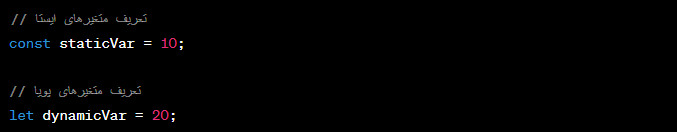 // تعریف متغیرهای ایستا
const staticVar = 10;
// تعریف متغیرهای پویا
let dynamicVar = 20;